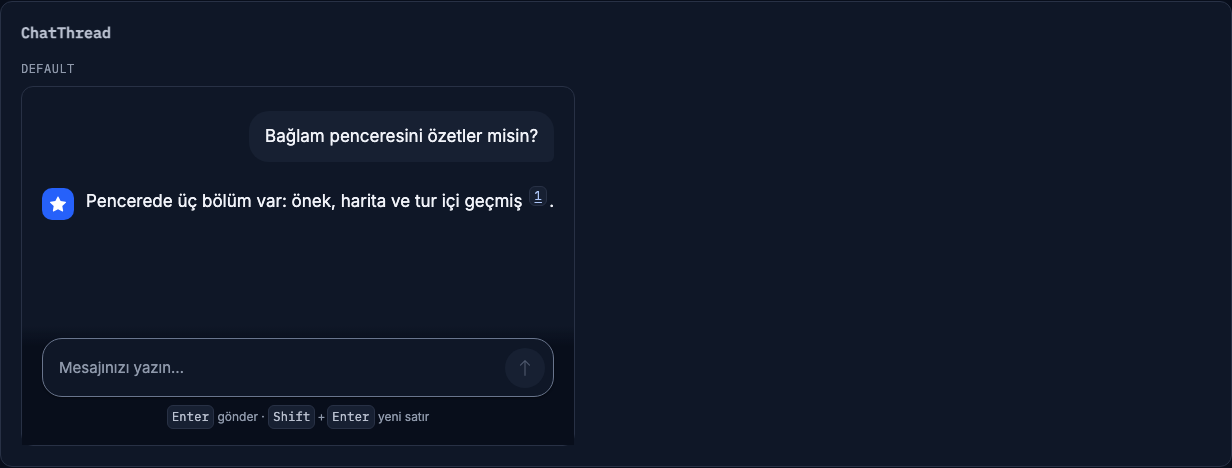 ChatThread
DEFAULT
Bağlam penceresini özetler misin?
Pencerede üç bölüm var: önek, harita ve tur içi geçmiş 1.
Mesajınızı yazın...
Enter gönder · Shift + Enter yeni satır